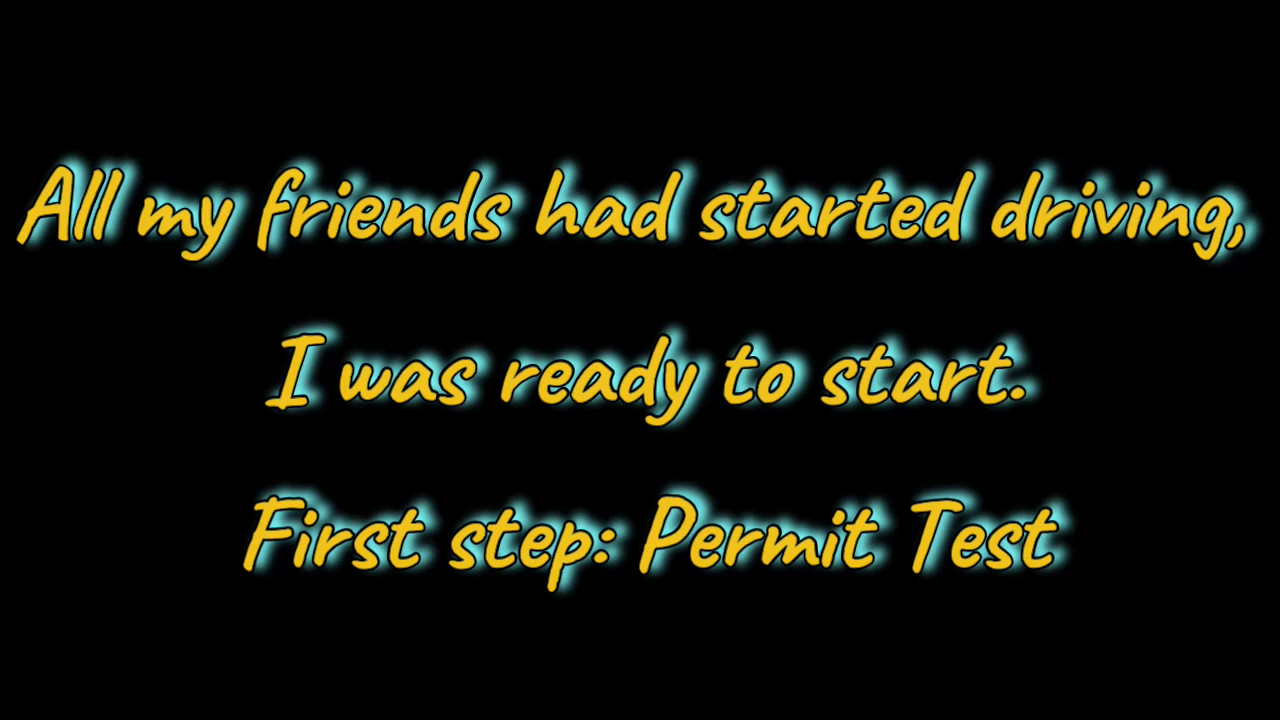 All my friends had started driving,
I was ready to start.
First step: Permit Test